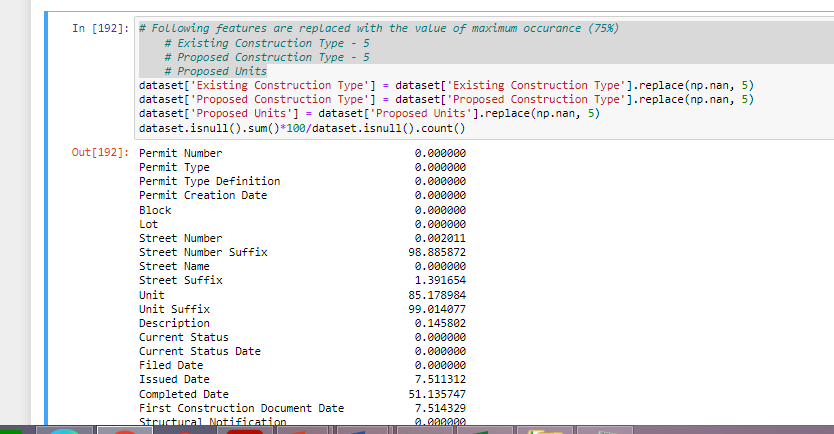 In [192]: # Following features are replaced with the value of maximum occurance (75%)
# Existing Construction Type - 5
# Proposed Construction Type - 5
# Proposed Units
dataset['Existing Construction Type'] = dataset['Existing Construction Type'].replace(np.nan, 5)
dataset['Proposed Construction Type'] = dataset['Proposed Construction Type'].replace(np.nan, 5)
dataset['Proposed Units'] = dataset['Proposed Units'].replace(np.nan, 5)
dataset.isnull().sum()*100/dataset.isnull().count()
Out[192]: Permit Number 0.000000
Permit Type 0.000000
Permit Type Definition 0.000000
Permit Creation Date 0.000000
Block 0.000000
Lot 0.000000
Street Number 0.002011
Street Number Suffix 98.885872
Street Name 0.000000
Street Suffix 1.391654
Unit 85.178984
Unit Suffix 99.014077
Description 0.145802
Current Status 0.000000
Current Status Date 0.000000
Filed Date 0.000000
Issued Date 7.511312
Completed Date 51.135747
First Construction Document Date 7.514329
Structural Notification 0.000000